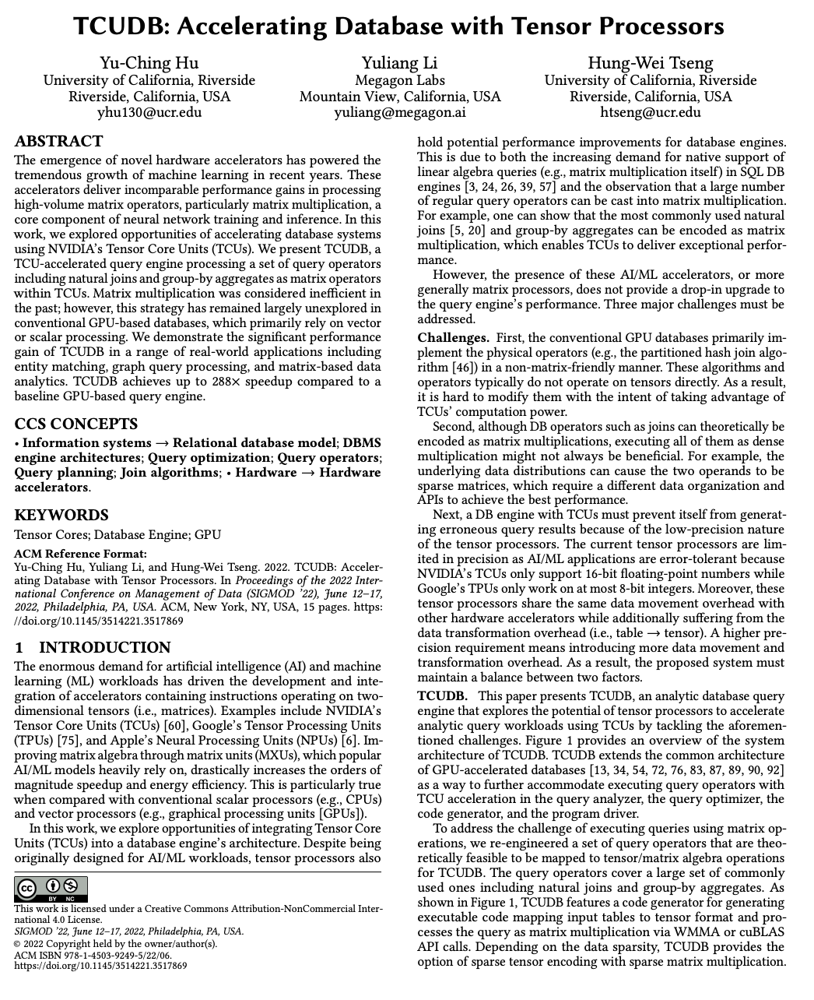 TCUDB: Accelerating Database with Tensor Processors
Yu-Ching Hu
University of California, Riverside
Riverside, California, USA
yhu130@ucr.edu
Yuliang Li
Megagon Labs
Mountain View, California, USA
yuliang@megagon.ai
Hung-Wei Tseng
University of California, Riverside
Riverside, California, USA
htseng@ucr.edu
ABSTRACT
The emergence of novel hardware accelerators has powered the
tremendous growth of machine learning in recent years. These
accelerators deliver incomparable performance gains in processing
high-volume matrix operators, particularly matrix multiplication, a
core component of neural network training and inference. In this
work, we explored opportunities of accelerating database systems
using NVIDIA's Tensor Core Units (TCUs). We present TCUDB, a
TCU-accelerated query engine processing a set of query operators
including natural joins and group-by aggregates as matrix operators
within TCUs. Matrix multiplication was considered inefficient in
the past; however, this strategy has remained largely unexplored in
conventional GPU-based databases, which primarily rely on vector
or scalar processing. We demonstrate the significant performance
gain of TCUDB in a range of real-world applications including
entity matching, graph query processing, and matrix-based data
analytics. TCUDB achieves up to 288× speedup compared to a
baseline GPU-based query engine.
CCS CONCEPTS
• Information systems → Relational database model; DBMS
engine architectures; Query optimization; Query operators;
Query planning; Join algorithms; • Hardware → Hardware
accelerators.
KEYWORDS
Tensor Cores; Database Engine; GPU
ACM Reference Format:
Yu-Ching Hu, Yuliang Li, and Hung-Wei Tseng. 2022. TCUDB: Acceler-
ating Database with Tensor Processors. In Proceedings of the 2022 Inter-
national Conference on Management of Data (SIGMOD '22), June 12–17,
2022, Philadelphia, PA, USA. ACM, New York, NY, USA, 15 pages. https:
//doi.org/10.1145/3514221.3517869
1 INTRODUCTION
The enormous demand for artificial intelligence (AI) and machine
learning (ML) workloads has driven the development and inte-
gration of accelerators containing instructions operating on two-
dimensional tensors (i.e., matrices). Examples include NVIDIA's
Tensor Core Units (TCUs) [60], Google's Tensor Processing Units
(TPUs) [75], and Apple's Neural Processing Units (NPUs) [6]. Im-
proving matrix algebra through matrix units (MXUs), which popular
AI/ML models heavily rely on, drastically increases the orders of
magnitude speedup and energy efficiency. This is particularly true
when compared with conventional scalar processors (e.g., CPUs)
and vector processors (e.g., graphical processing units [GPUs]).
In this work, we explore opportunities of integrating Tensor Core
Units (TCUs) into a database engine's architecture. Despite being
originally designed for AI/ML workloads, tensor processors also
cc BY NC
This work is licensed under a Creative Commons Attribution-NonCommercial Inter-
national 4.0 License.
SIGMOD '22, June 12–17, 2022, Philadelphia, PA, USA.
© 2022 Copyright held by the owner/author(s).
ACM ISBN 978-1-4503-9249-5/22/06.
https://doi.org/10.1145/3514221.3517869
hold potential performance improvements for database engines.
This is due to both the increasing demand for native support of
linear algebra queries (e.g., matrix multiplication itself) in SQL DB
engines [3, 24, 26, 39, 57] and the observation that a large number
of regular query operators can be cast into matrix multiplication.
For example, one can show that the most commonly used natural
joins [5, 20] and group-by aggregates can be encoded as matrix
multiplication, which enables TCUs to deliver exceptional perfor-
mance.
However, the presence of these AI/ML accelerators, or more
generally matrix processors, does not provide a drop-in upgrade to
the query engine's performance. Three major challenges must be
addressed.
Challenges. First, the conventional GPU databases primarily im-
plement the physical operators (e.g., the partitioned hash join algo-
rithm [46]) in a non-matrix-friendly manner. These algorithms and
operators typically do not operate on tensors directly. As a result,
it is hard to modify them with the intent of taking advantage of
TCUs' computation power.
Second, although DB operators such as joins can theoretically be
encoded as matrix multiplications, executing all of them as dense
multiplication might not always be beneficial. For example, the
underlying data distributions can cause the two operands to be
sparse matrices, which require a different data organization and
APIs to achieve the best performance.
Next, a DB engine with TCUs must prevent itself from generat-
ing erroneous query results because of the low-precision nature
of the tensor processors. The current tensor processors are lim-
ited in precision as AI/ML applications are error-tolerant because
NVIDIA's TCUs only support 16-bit floating-point numbers while
Google's TPUs only work on at most 8-bit integers. Moreover, these
tensor processors share the same data movement overhead with
other hardware accelerators while additionally suffering from the
data transformation overhead (i.e., table → tensor). A higher pre-
cision requirement means introducing more data movement and
transformation overhead. As a result, the proposed system must
maintain a balance between two factors.
TCUDB. This paper presents TCUDB, an analytic database query
engine that explores the potential of tensor processors to accelerate
analytic query workloads using TCUs by tackling the aforemen-
tioned challenges. Figure 1 provides an overview of the system
architecture of TCUDB. TCUDB extends the common architecture
of GPU-accelerated databases [13, 34, 54, 72, 76, 83, 87, 89, 90, 92]
as a way to further accommodate executing query operators with
TCU acceleration in the query analyzer, the query optimizer, the
code generator, and the program driver.
To address the challenge of executing queries using matrix op-
erations, we re-engineered a set of query operators that are theo-
retically feasible to be mapped to tensor/matrix algebra operations
for TCUDB. The query operators cover a large set of commonly
used ones including natural joins and group-by aggregates. As
shown in Figure 1, TCUDB features a code generator for generating
executable code mapping input tables to tensor format and pro-
cesses the query as matrix multiplication via WMMA or cuBLAS
API calls. Depending on the data sparsity, TCUDB provides the
option of sparse tensor encoding with sparse matrix multiplication.